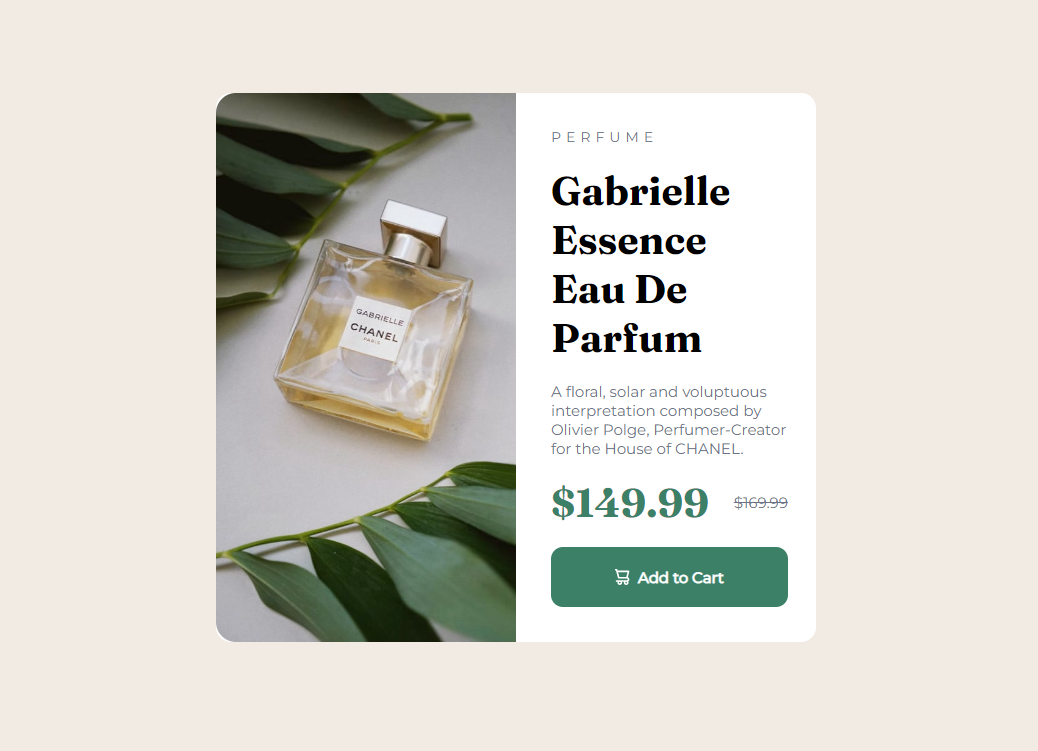 GABRIELLE
CHANEL
PARIS
PERFUME
Gabrielle
Essence
Eau De
Parfum
A floral, solar and voluptuous
interpretation composed by
Olivier Polge, Perfumer-Creator
for the House of CHANEL.
$149.99 $169.99
Add to Cart